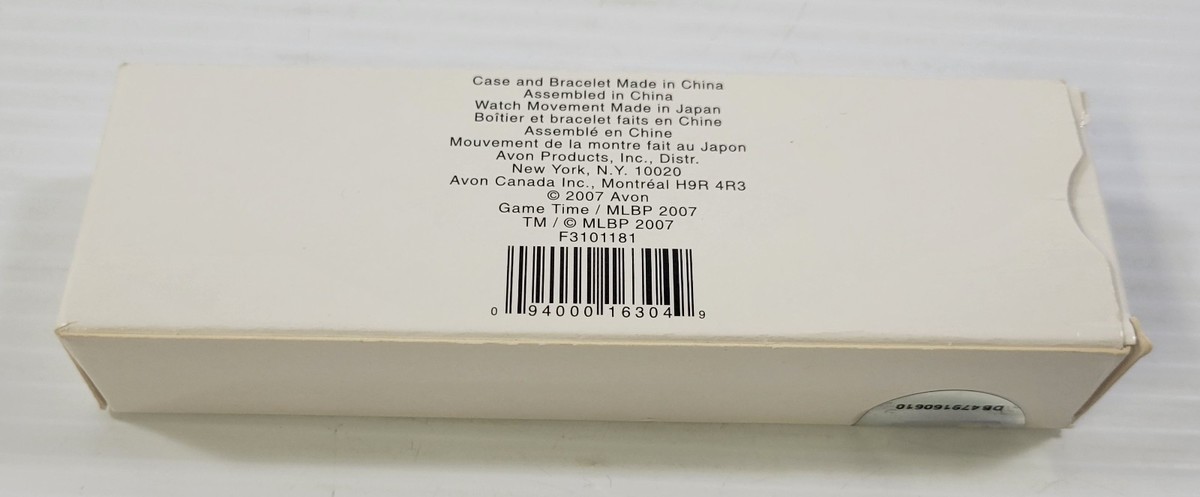 Case and Bracelet Made in China
Assembled in China
Watch Movement Made in Japan
Boîtier et bracelet faits en Chine
Assemblé en Chine
Mouvement de la montre fait au Japon
Avon Products, Inc., Distr.
New York, N.Y. 10020
Avon Canada Inc., Montréal H9R 4R3
© 2007 Avon
Game Time / MLBP 2007
TM / © MLBP 2007
F3101181
0 94000 16304 9
DB479160610